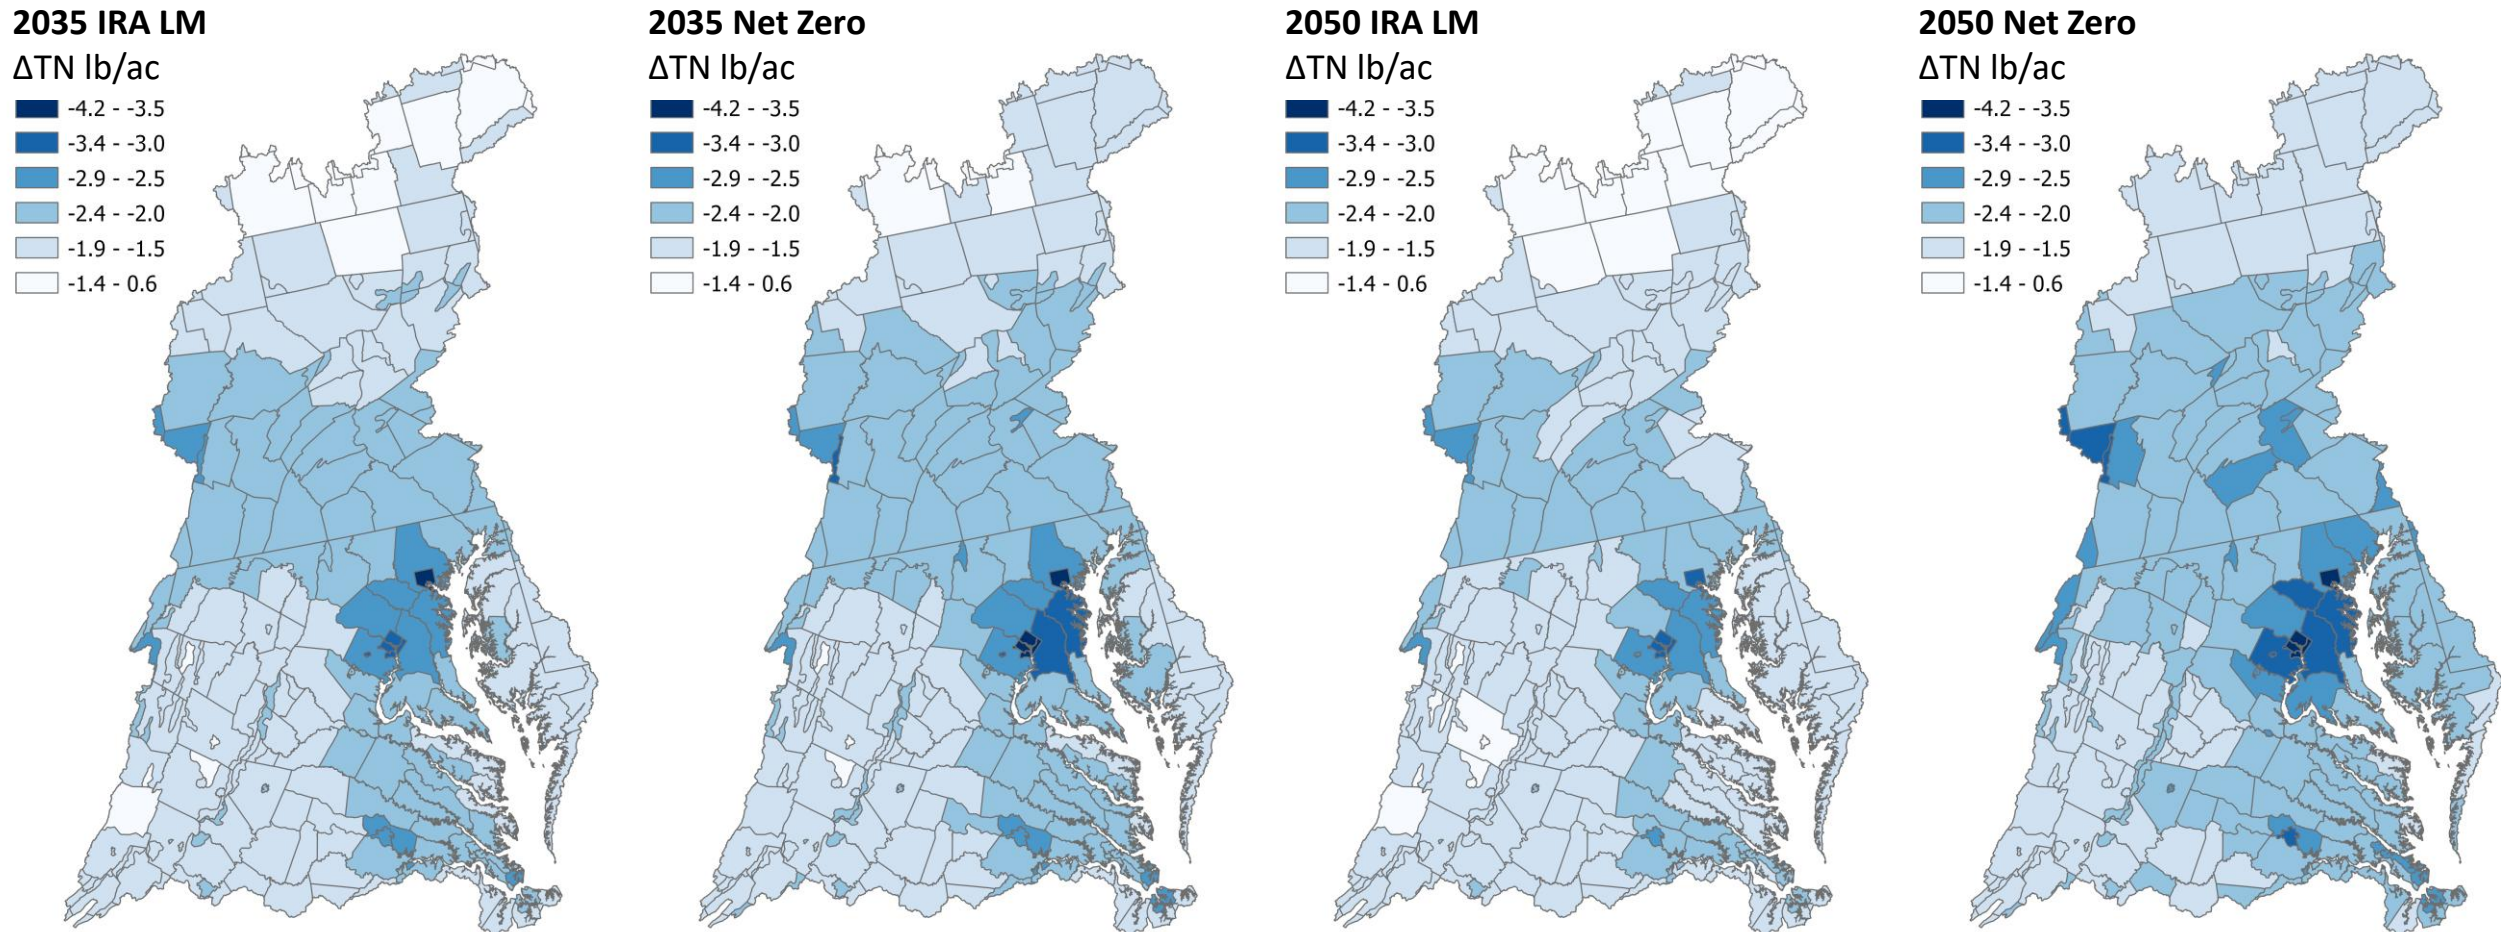 2035 IRA LM
ΔTN lb/ac
-4.2 - -3.5
-3.4 - -3.0
-2.9 - -2.5
-2.4 - -2.0
-1.9 - -1.5
-1.4 - 0.6
2035 Net Zero
ΔTN lb/ac
-4.2 - -3.5
-3.4 - -3.0
-2.9 - -2.5
-2.4 - -2.0
-1.9 - -1.5
-1.4 - 0.6
2050 IRA LM
ΔTN lb/ac
-4.2 - -3.5
-3.4 - -3.0
-2.9 - -2.5
-2.4 - -2.0
-1.9 - -1.5
-1.4 - 0.6
2050 Net Zero
ΔTN lb/ac
-4.2 - -3.5
-3.4 - -3.0
-2.9 - -2.5
-2.4 - -2.0
-1.9 - -1.5
-1.4 - 0.6